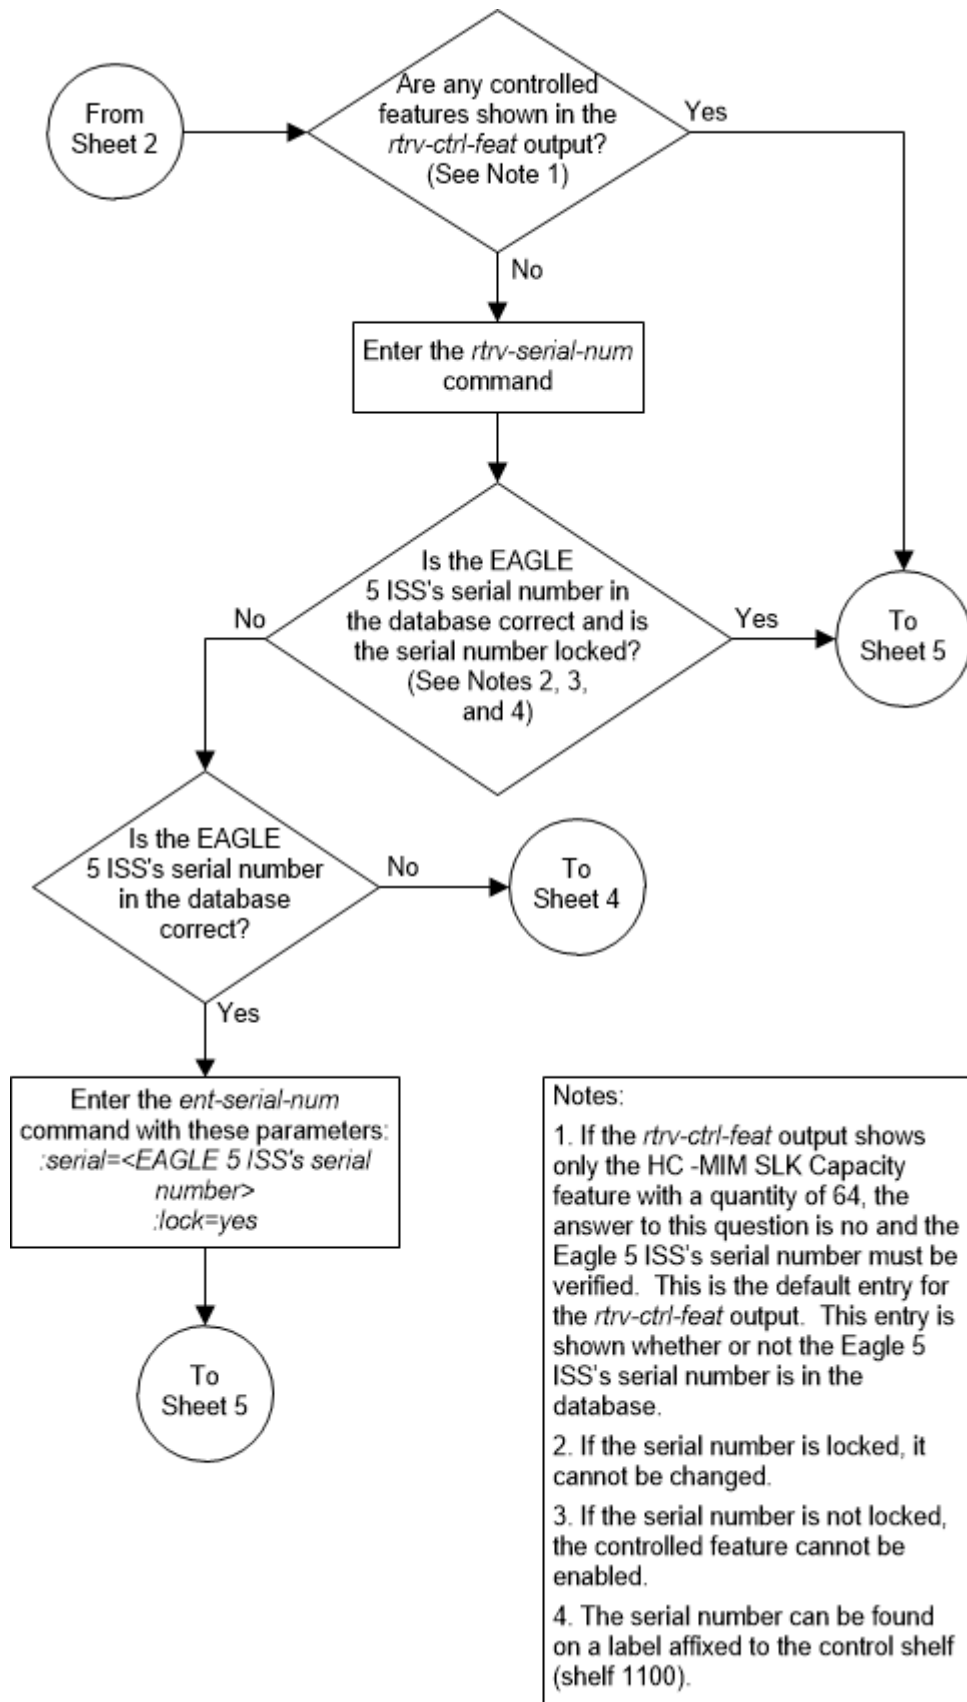 From
Sheet 2
Are any controlled
features shown in the
rtrv-ctrl-feat output?
(See Note 1)
Yes
No
Enter the rtrv-serial-num
command
Is the EAGLE
5 ISS's serial number in
the database correct and is
the serial number locked?
(See Notes 2, 3,
and 4)
No
Yes
To
Sheet 5
Is the EAGLE
5 ISS's serial number
in the database
correct?
No
To
Sheet 4
Yes
Enter the ent-serial-num
command with these parameters:
:serial=<EAGLE 5 ISS's serial
number>
:lock=yes
To
Sheet 5
Notes:
1. If the rtrv-ctrl-feat output shows
only the HC -MIM SLK Capacity
feature with a quantity of 64, the
answer to this question is no and the
Eagle 5 ISS's serial number must be
verified.  This is the default entry for
the rtrv-ctrl-feat output.  This entry is
shown whether or not the Eagle 5
ISS's serial number is in the
database.
2. If the serial number is locked, it
cannot be changed.
3. If the serial number is not locked,
the controlled feature cannot be
enabled.
4. The serial number can be found
on a label affixed to the control shelf
(shelf 1100).